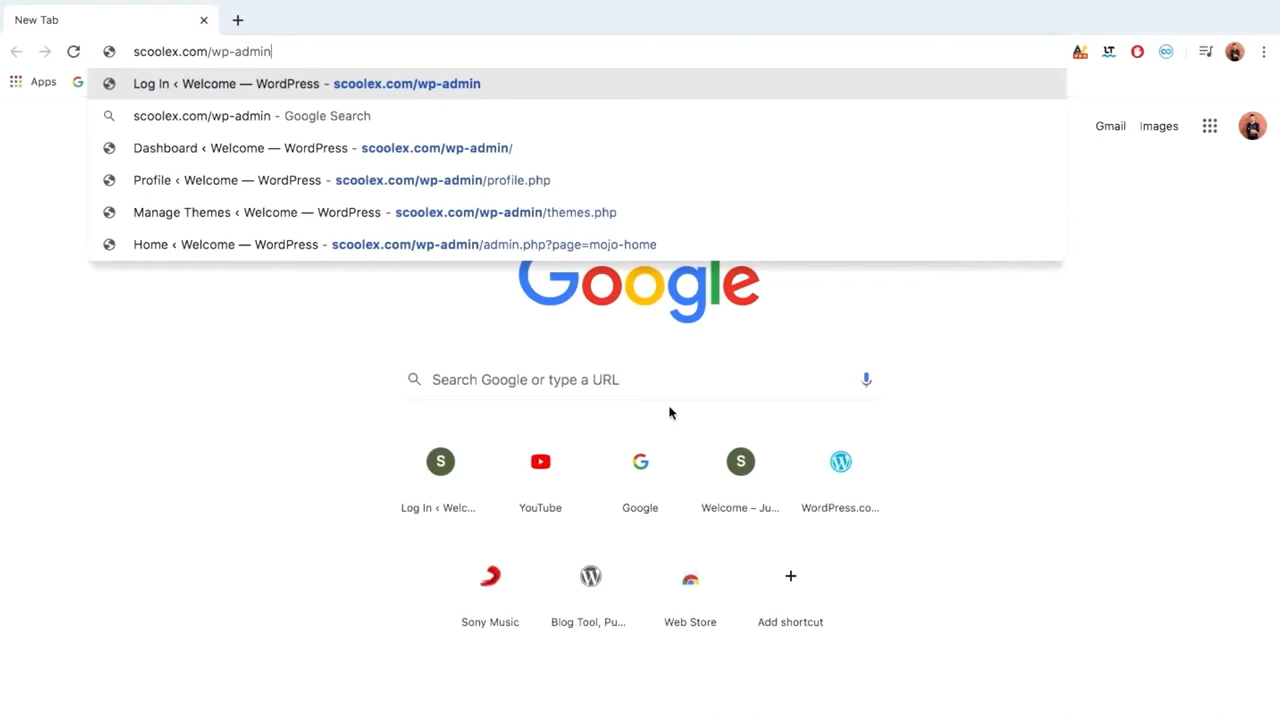 New Tab
scoolex.com/wp-admin
Apps
Log In ‹ Welcome — WordPress - scoolex.com/wp-admin
scoolex.com/wp-admin - Google Search
Dashboard ‹ Welcome — WordPress - scoolex.com/wp-admin/
Profile ‹ Welcome — WordPress - scoolex.com/wp-admin/profile.php
Manage Themes ‹ Welcome — WordPress - scoolex.com/wp-admin/themes.php
Home ‹ Welcome — WordPress - scoolex.com/wp-admin/admin.php?page=mojo-home
Gmail Images
Google
Search Google or type a URL
S
S
Log In ‹ Welc... YouTube Google Welcome – Ju... WordPress.co...
Sony Music Blog Tool, Pu... Web Store Add shortcut